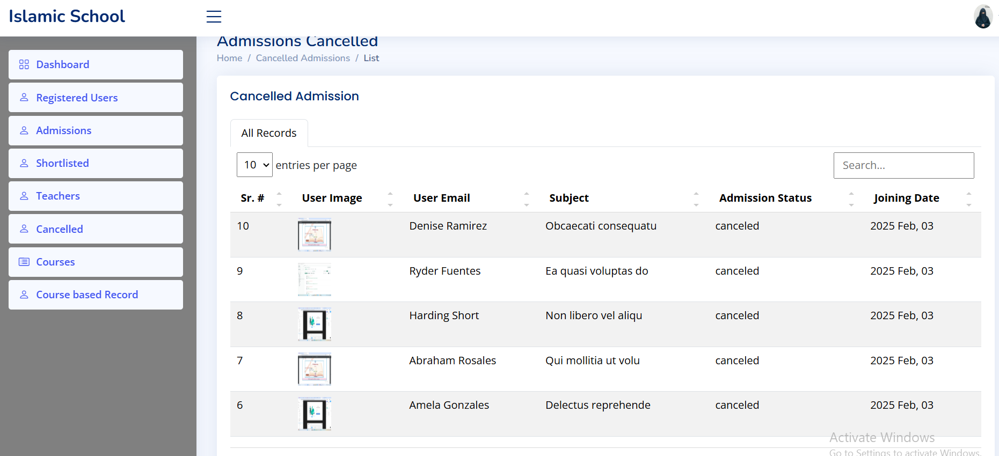 Islamic School
Dashboard
Registered Users
Admissions
Shortlisted
Teachers
Cancelled
Courses
Course based Record
Admissions Cancelled
Home / Cancelled Admissions / List
Cancelled Admission
All Records
10 entries per page
Search...
Sr. # User Image User Email Subject Admission Status Joining Date
10 Denise Ramirez Obcaecati consequatu canceled 2025 Feb, 03
9 Ryder Fuentes Ea quasi voluptas do canceled 2025 Feb, 03
8 Harding Short Non libero vel aliqu canceled 2025 Feb, 03
7 Abraham Rosales Qui mollitia ut volu canceled 2025 Feb, 03
6 Amela Gonzales Delectus reprehende canceled 2025 Feb, 03
Activate Windows
Go to Settings to activate Windows.